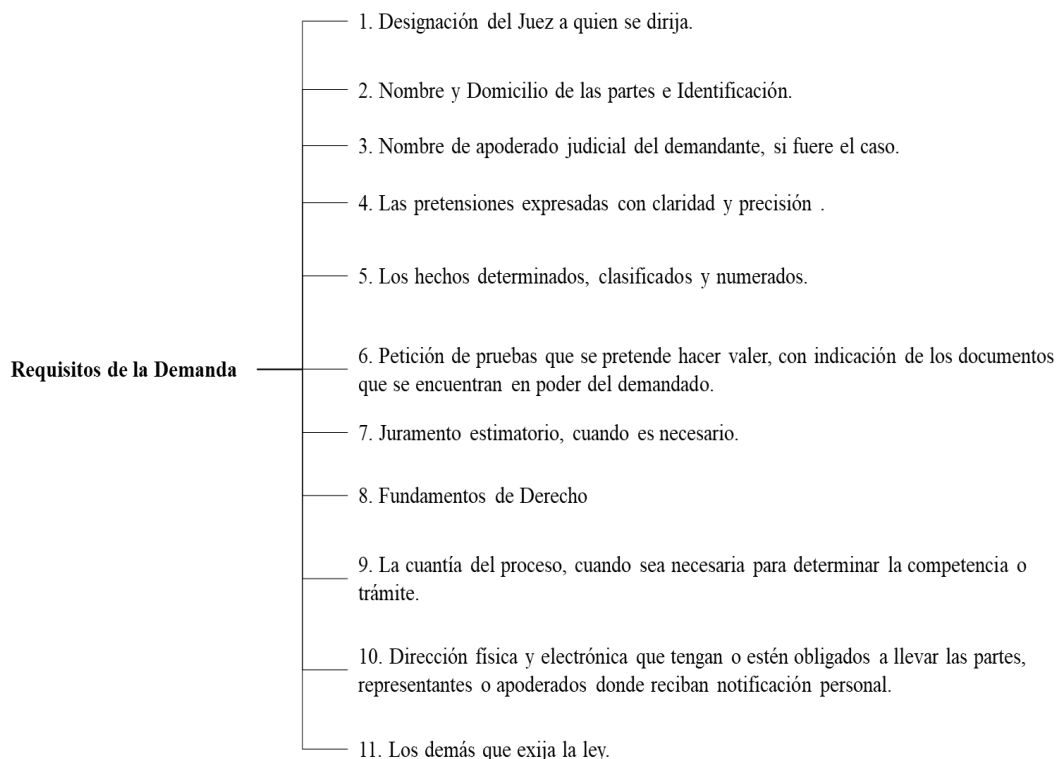 1. Designación del Juez a quien se dirija.
2. Nombre y Domicilio de las partes e Identificación.
3. Nombre de apoderado judicial del demandante, si fuere el caso.
4. Las pretensiones expresadas con claridad y precisión .
5. Los hechos determinados, clasificados y numerados.
Requisitos de la Demanda
6. Petición de pruebas que se pretende hacer valer, con indicación de los documentos
que se encuentran en poder del demandado.
7. Juramento estimatorio, cuando es necesario.
8. Fundamentos de Derecho
9. La cuantía del proceso, cuando sea necesaria para determinar la competencia o
trámite.
10. Dirección física y electrónica que tengan o estén obligados a llevar las partes,
representantes o apoderados donde reciban notificación personal.
11. Los demás que exija la ley.